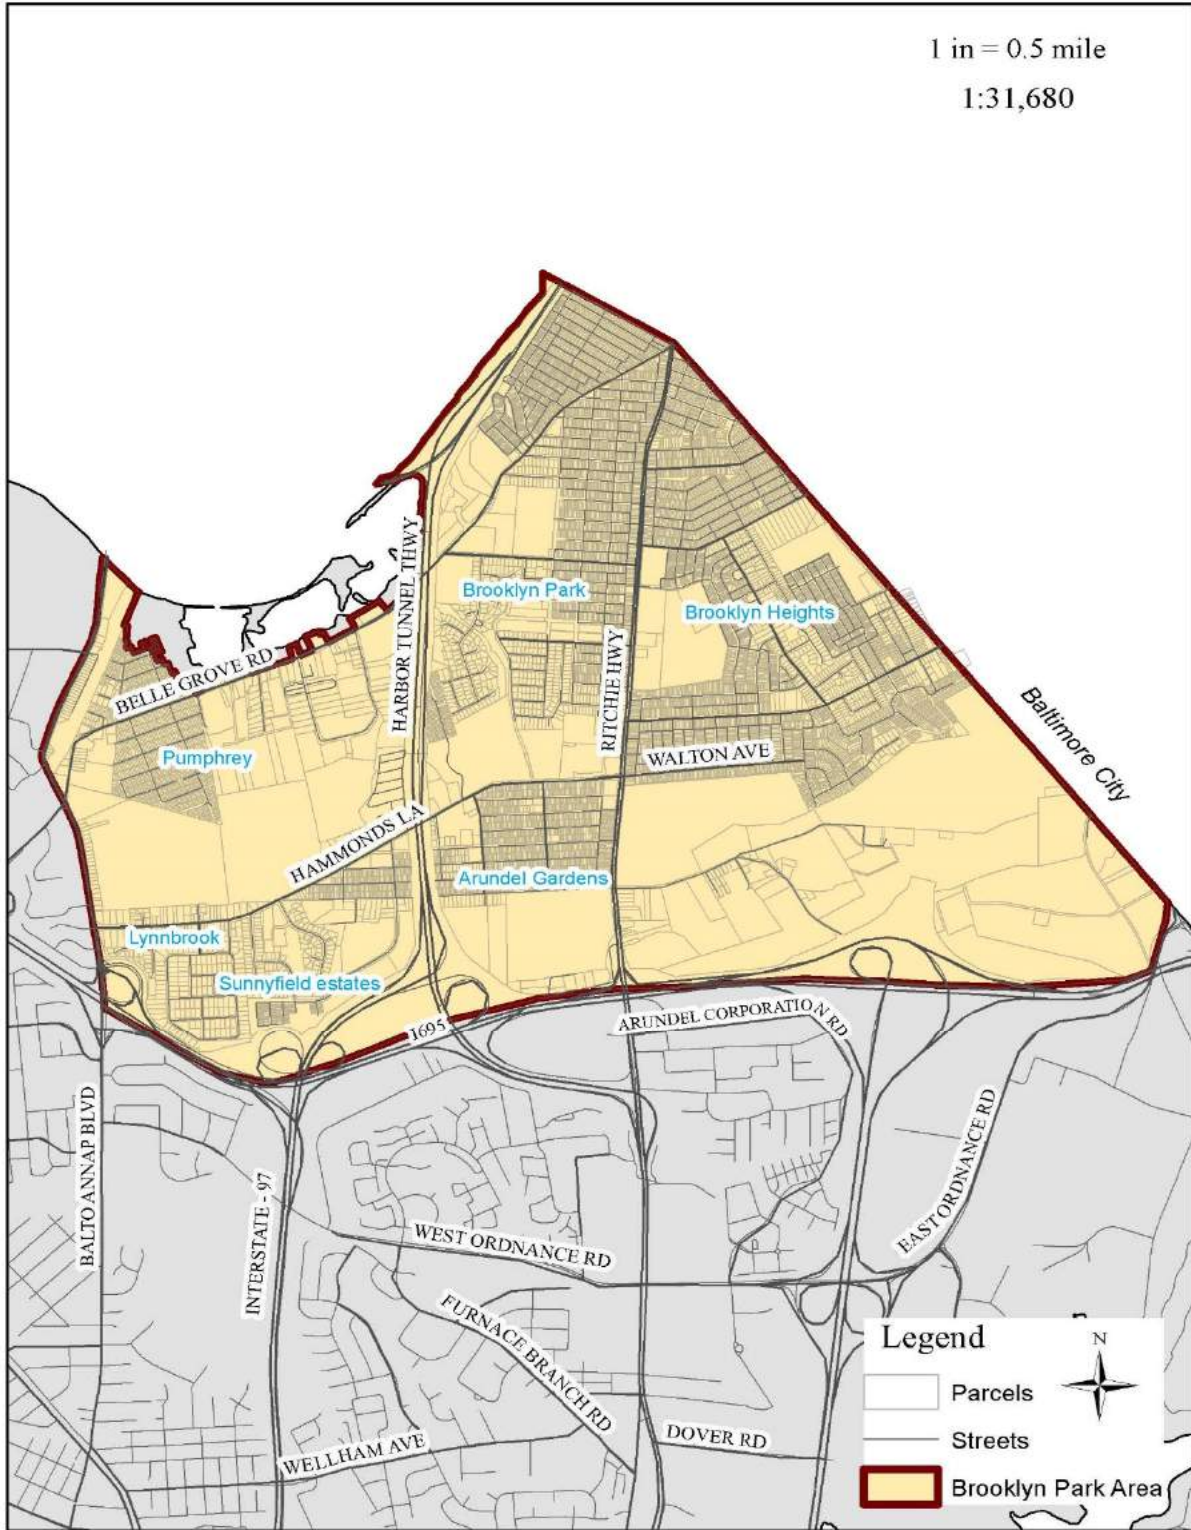 1 in = 0.5 mile
1:31,680
HARBOR TUNNEL THWY
Brooklyn Park
Brooklyn Heights
RITCHIE HWY
BELLE GROVE RD
Baltimore City
Pumphrey
WALTON AVE
HAMMONDS LA
Arundel Gardens
Lynnbrook
Sunnyfield estates
I695
ARUNDEL CORPORATION RD
BALTO ANNAP BLVD
INTERSTATE - 97
EAST ORDNANCE RD
WEST ORDNANCE RD
FURNACE BRANCH RD
WELLHAM AVE
DOVER RD
Legend
N
Parcels
Streets
Brooklyn Park Area